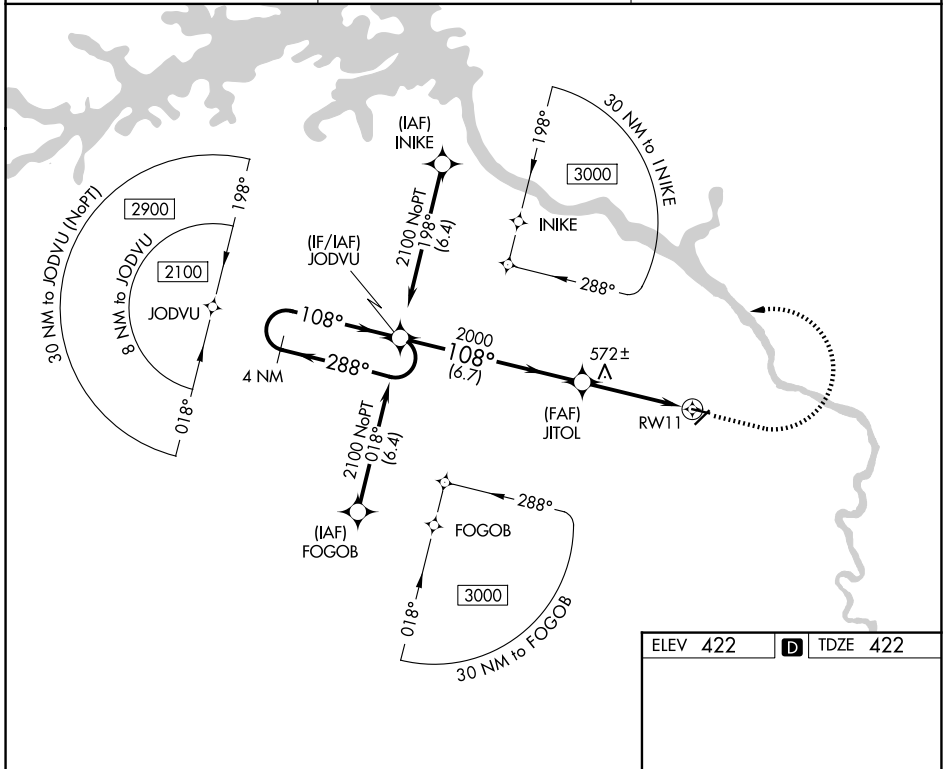 30 NM to JODVU (NoPT)
2900
198°
8 NM to JODVU
2100
JODVU
018°
(IAF)
INIKE
2100 NoPT
198°
(6.4)
30 NM to INIKE
198°
3000
INIKE
288°
(IF/IAF)
JODVU
108°
288°
4 NM
2000
108°
(6.7)
572±
(FAF)
JITOL
RW11
2100 NoPT
018°
(6.4)
(IAF)
FOGOB
288°
FOGOB
018°
3000
30 NM to FOGOB
ELEV 422 D TDZE 422